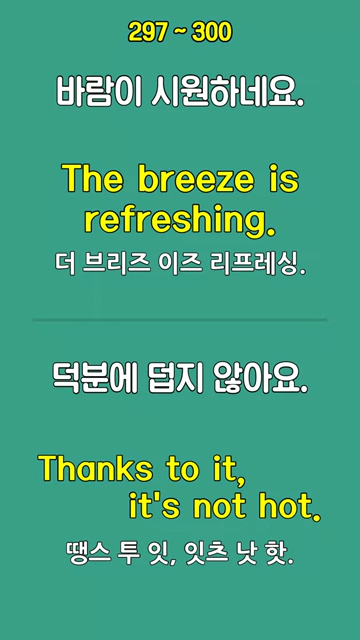 297 ~ 300
바람이 시원하네요.
The breeze is
refreshing.
더 브리즈 이즈 리프레싱.
덕분에 덥지 않아요.
Thanks to it,
it's not hot.
땡스 투 잇, 잇츠 낫 핫.